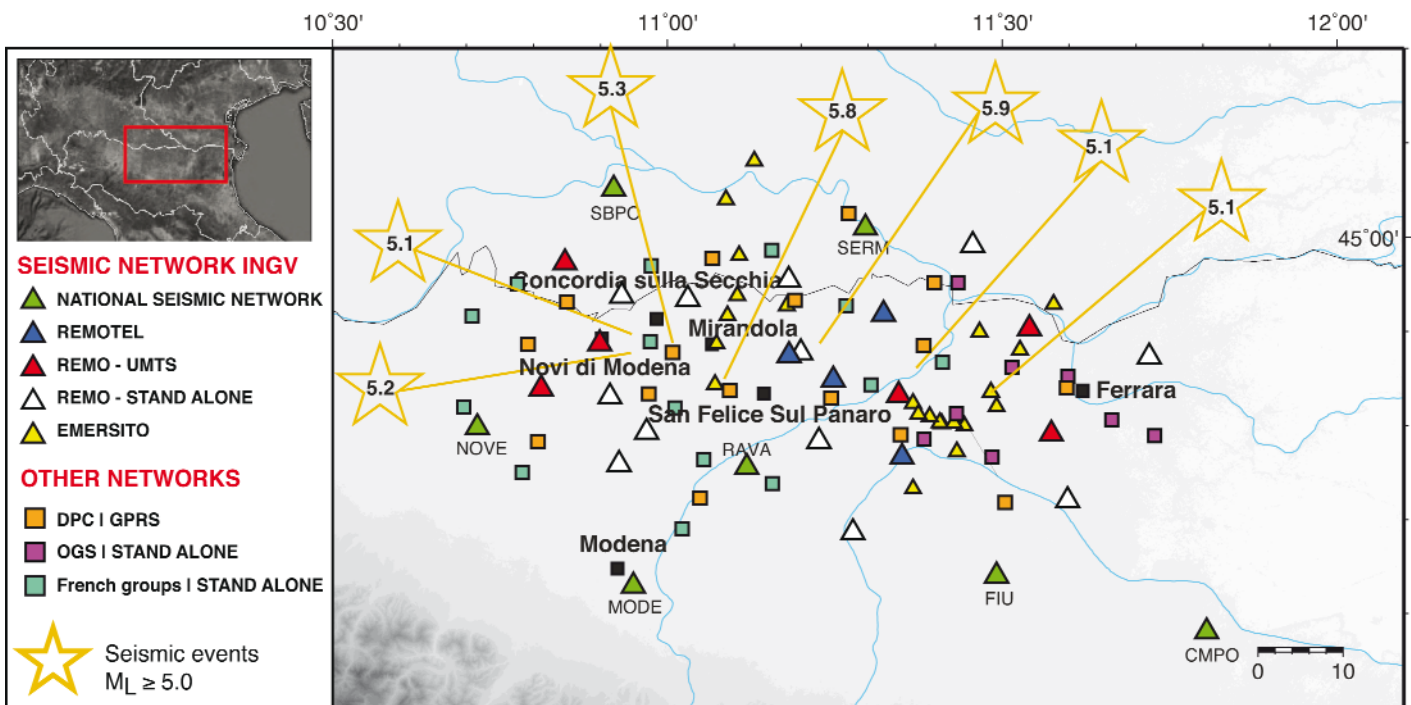 10˚30' 11˚00' 11˚30' 12˚00'
5.3
5.8
5.9
5.1
5.1
5.1
5.2
45˚00'
SBPO
SERM
Concordia sulla Secchia
Mirandola
Novi di Modena
San Felice Sul Panaro
Ferrara
NOVE
RAVA
Modena
MODE
FIU
CMPO
0 10
SEISMIC NETWORK INGV
NATIONAL SEISMIC NETWORK
REMOTEL
REMO - UMTS
REMO - STAND ALONE
EMERSITO
OTHER NETWORKS
DPC | GPRS
OGS | STAND ALONE
French groups | STAND ALONE
Seismic events
ML ≥ 5.0